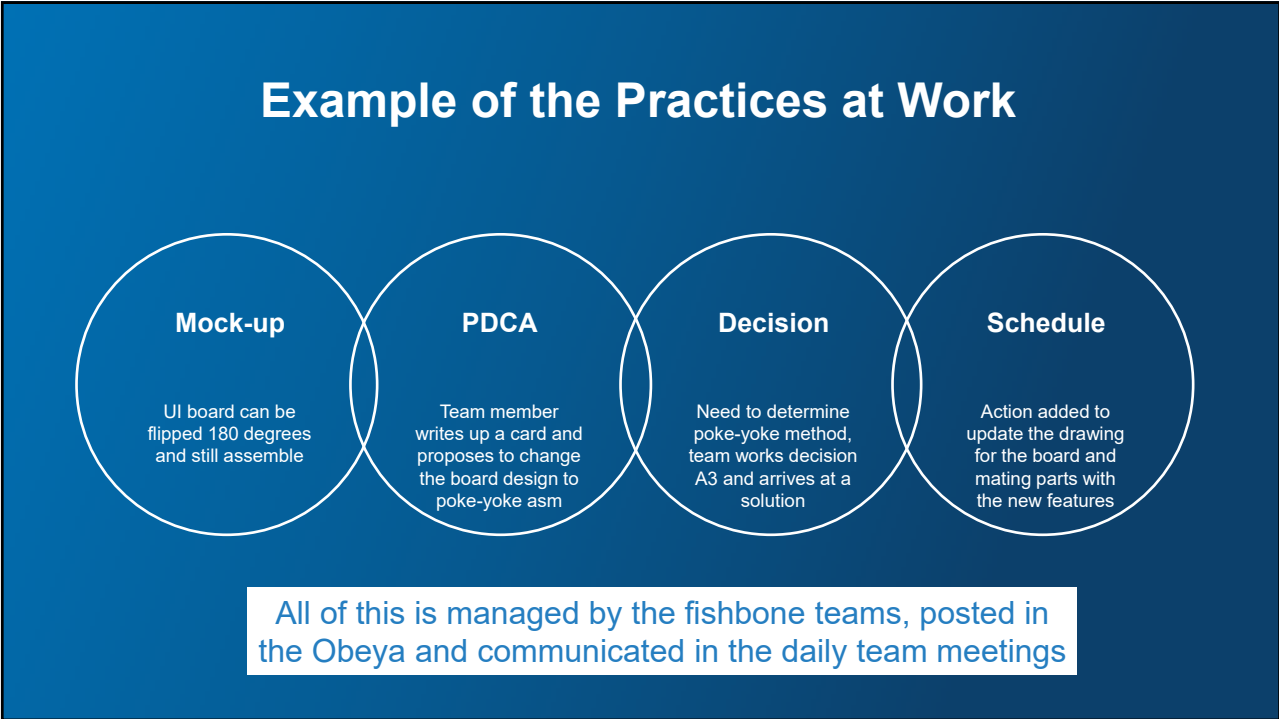 Example of the Practices at Work
Mock-up
UI board can be
flipped 180 degrees
and still assemble
PDCA
Team member
writes up a card and
proposes to change
the board design to
poke-yoke asm
Decision
Need to determine
poke-yoke method,
team works decision
A3 and arrives at a
solution
Schedule
Action added to
update the drawing
for the board and
mating parts with
the new features
All of this is managed by the fishbone teams, posted in
the Obeya and communicated in the daily team meetings